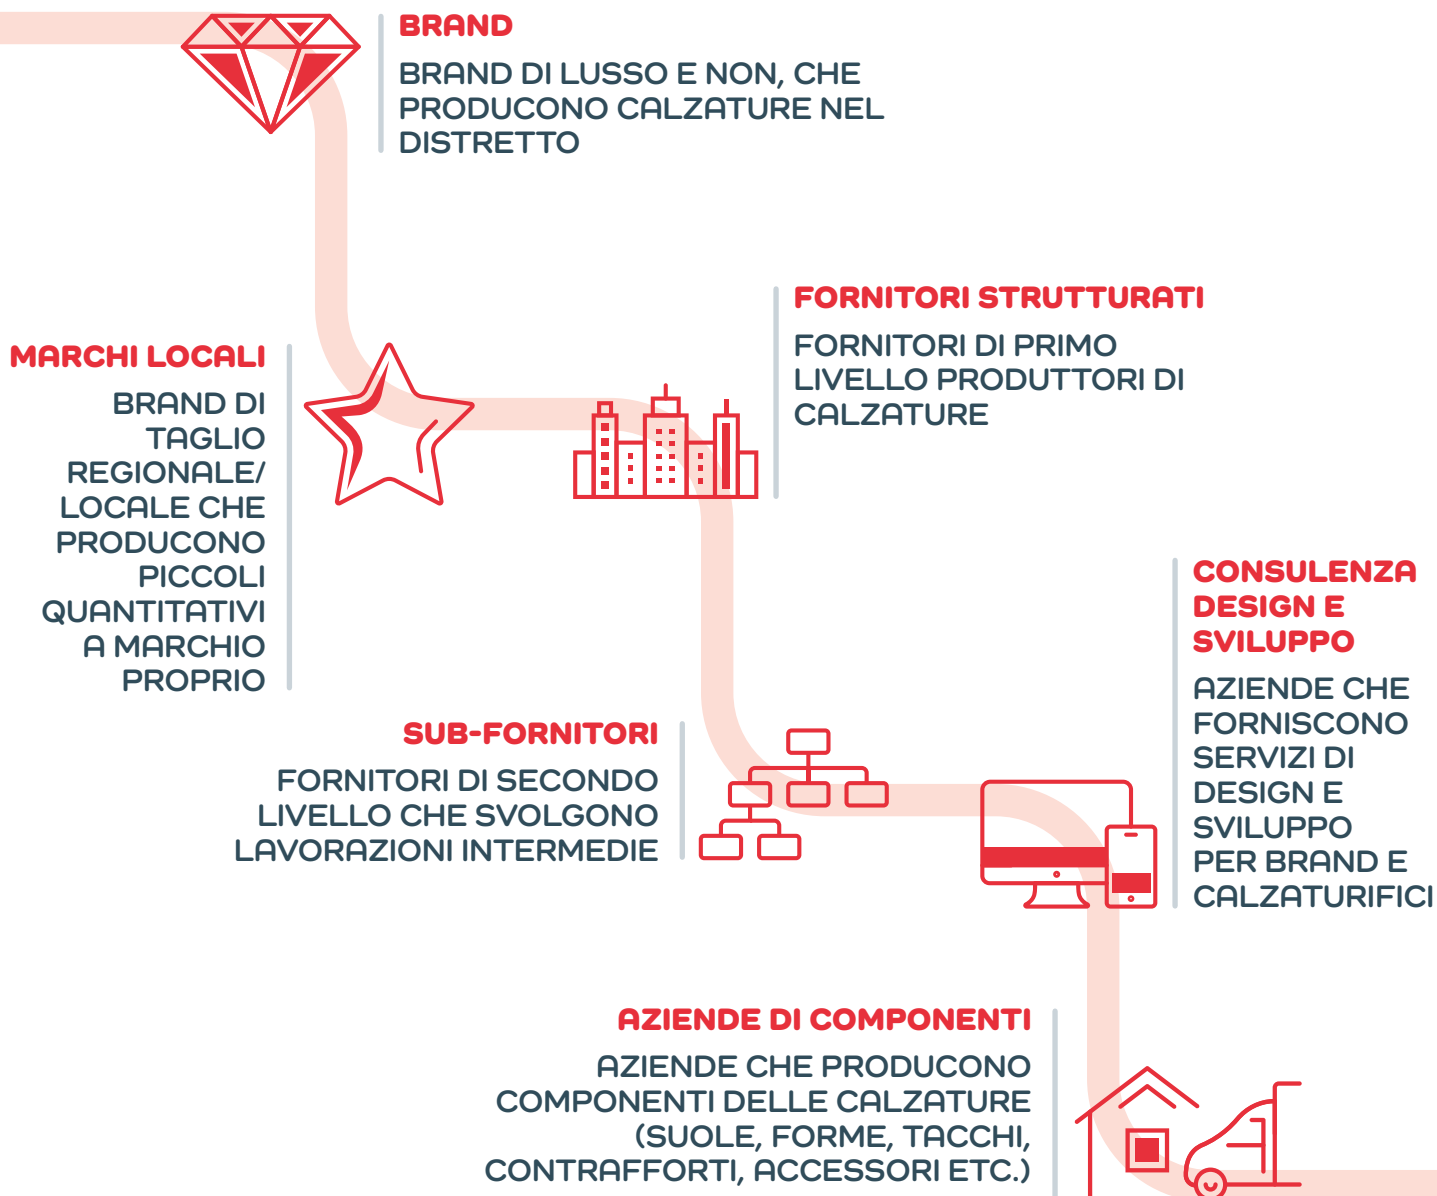 BRAND
BRAND DI LUSSO E NON, CHE
PRODUCONO CALZATURE NEL
DISTRETTO
MARCHI LOCALI
BRAND DI
TAGLIO
REGIONALE/
LOCALE CHE
PRODUCONO
PICCOLI
QUANTITATIVI
A MARCHIO
PROPRIO
FORNITORI STRUTTURATI
FORNITORI DI PRIMO
LIVELLO PRODUTTORI DI
CALZATURE
SUB-FORNITORI
FORNITORI DI SECONDO
LIVELLO CHE SVOLGONO
LAVORAZIONI INTERMEDIE
CONSULENZA
DESIGN E
SVILUPPO
AZIENDE CHE
FORNISCONO
SERVIZI DI
DESIGN E
SVILUPPO
PER BRAND E
CALZATURIFICI
AZIENDE DI COMPONENTI
AZIENDE CHE PRODUCONO
COMPONENTI DELLE CALZATURE
(SUOLE, FORME, TACCHI,
CONTRAFFORTI, ACCESSORI ETC.)